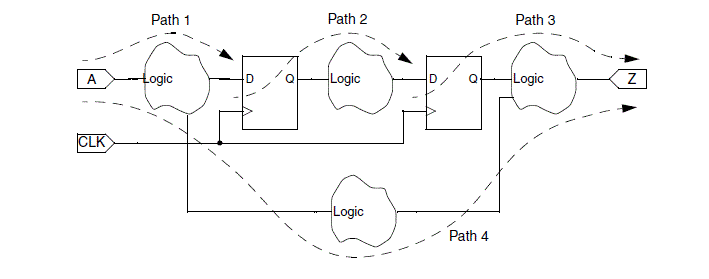 Path 1 Path 2 Path 3
A Logic D Q Logic D Q Logic Z
CLK
Logic
Path 4